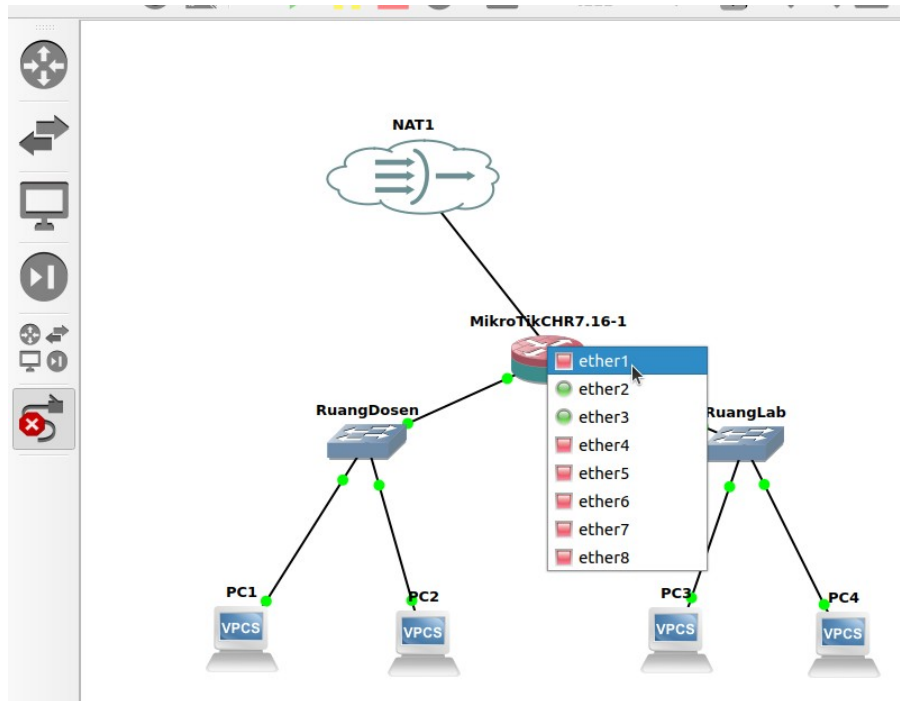 NAT1
MikroTikCHR7.16-1
ether1
ether2
ether3
ether4
ether5
ether6
ether7
ether8
RuangDosen
RuangLab
PC1
PC2
PC3
PC4
VPCS
VPCS
VPCS
VPCS